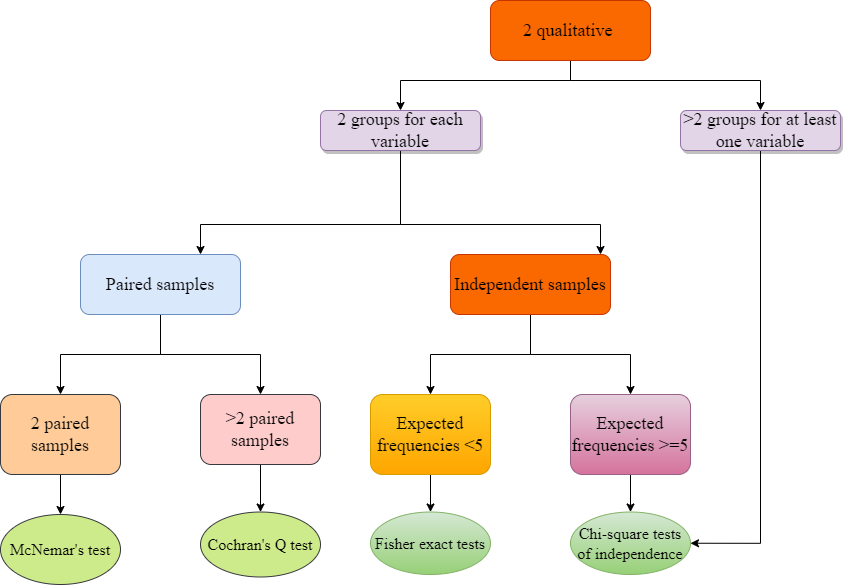 2 qualitative
2 groups for each
variable
>2 groups for at least
one variable
Paired samples
Independent samples
2 paired
samples
>2 paired
samples
Expected
frequencies <5
Expected
frequencies >=5
McNemar's test
Cochran's Q test
Fisher exact tests
Chi-square tests
of independence